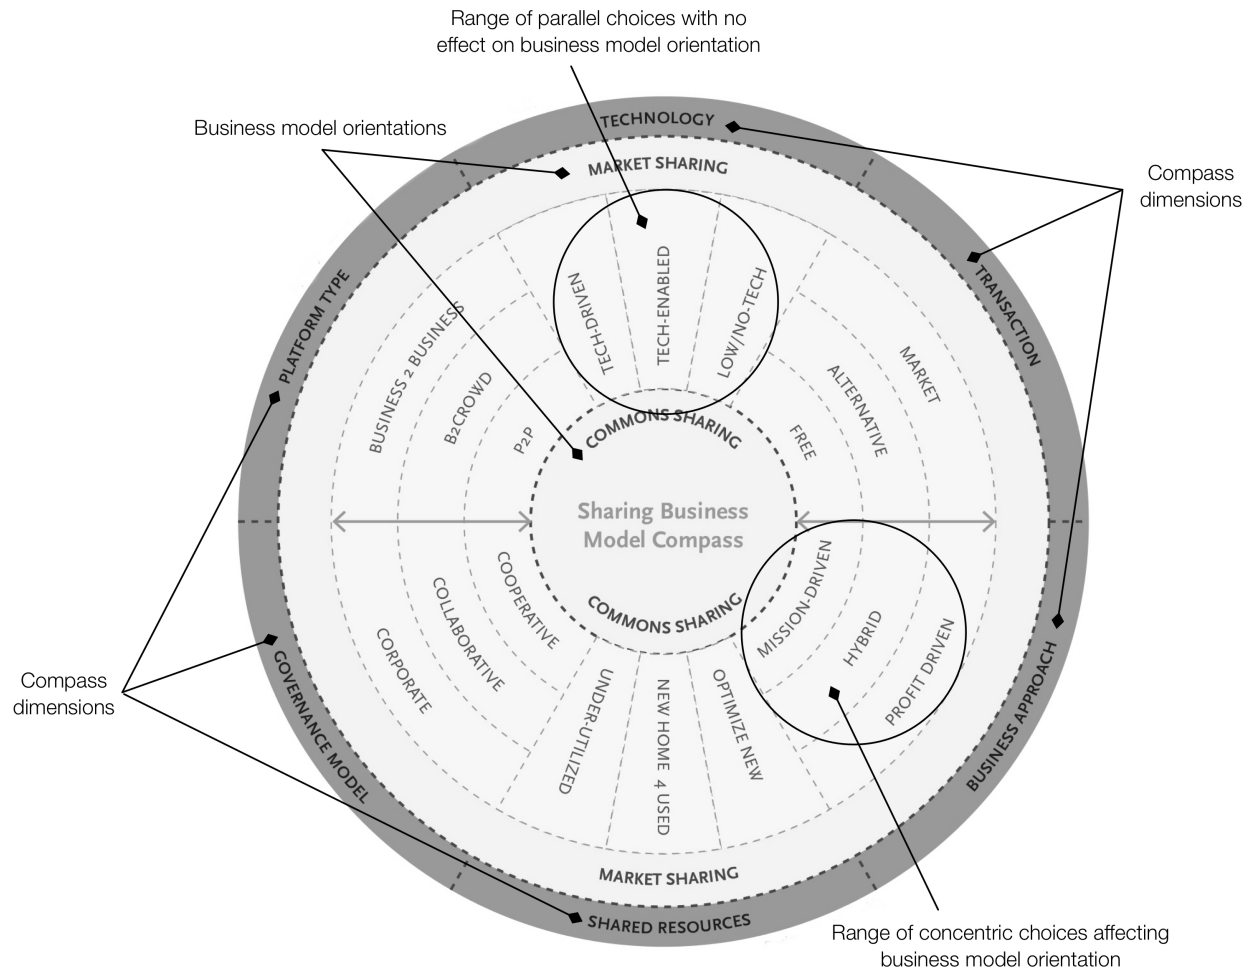 Range of parallel choices with no
effect on business model orientation
Business model orientations
TECHNOLOGY
MARKET SHARING
Compass
dimensions
PLATFORM TYPE
TRANSACTION
BUSINESS 2 BUSINESS
B2CROWD
P2P
TECH-DRIVEN
TECH-ENABLED
LOW/NO-TECH
FREE
ALTERNATIVE
MARKET
COMMONS SHARING
Sharing Business
Model Compass
COMMONS SHARING
COOPERATIVE
COLLABORATIVE
CORPORATE
MISSION-DRIVEN
HYBRID
PROFIT DRIVEN
UNDER-UTILIZED
NEW HOME 4 USED
OPTIMIZE NEW
Compass
dimensions
GOVERNANCE MODEL
BUSINESS APPROACH
MARKET SHARING
SHARED RESOURCES
Range of concentric choices affecting
business model orientation